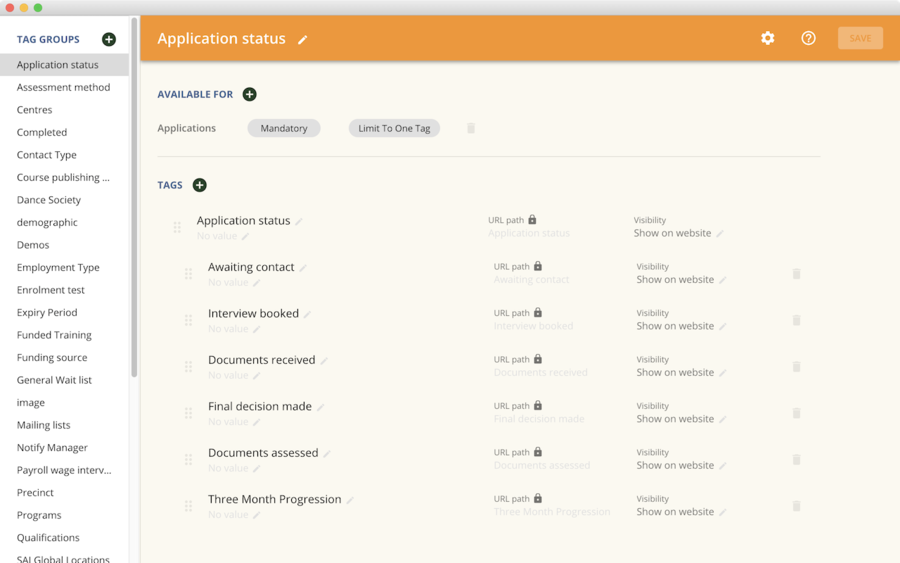 TAG GROUPS
Application status
Assessment method
Centres
Completed
Contact Type
Course publishing ...
Dance Society
demographic
Demos
Employment Type
Enrolment test
Expiry Period
Funded Training
Funding source
General Wait list
image
Mailing lists
Notify Manager
Payroll wage interv...
Precinct
Programs
Qualifications
SAI Global Locations
Application status
SAVE
AVAILABLE FOR
Applications Mandatory Limit To One Tag
TAGS
Application status URL path Visibility
No value Application status Show on website
Awaiting contact URL path Visibility
No value Awaiting contact Show on website
Interview booked URL path Visibility
No value Interview booked Show on website
Documents received URL path Visibility
No value Documents received Show on website
Final decision made URL path Visibility
No value Final decision made Show on website
Documents assessed URL path Visibility
No value Documents assessed Show on website
Three Month Progression URL path Visibility
No value Three Month Progression Show on website